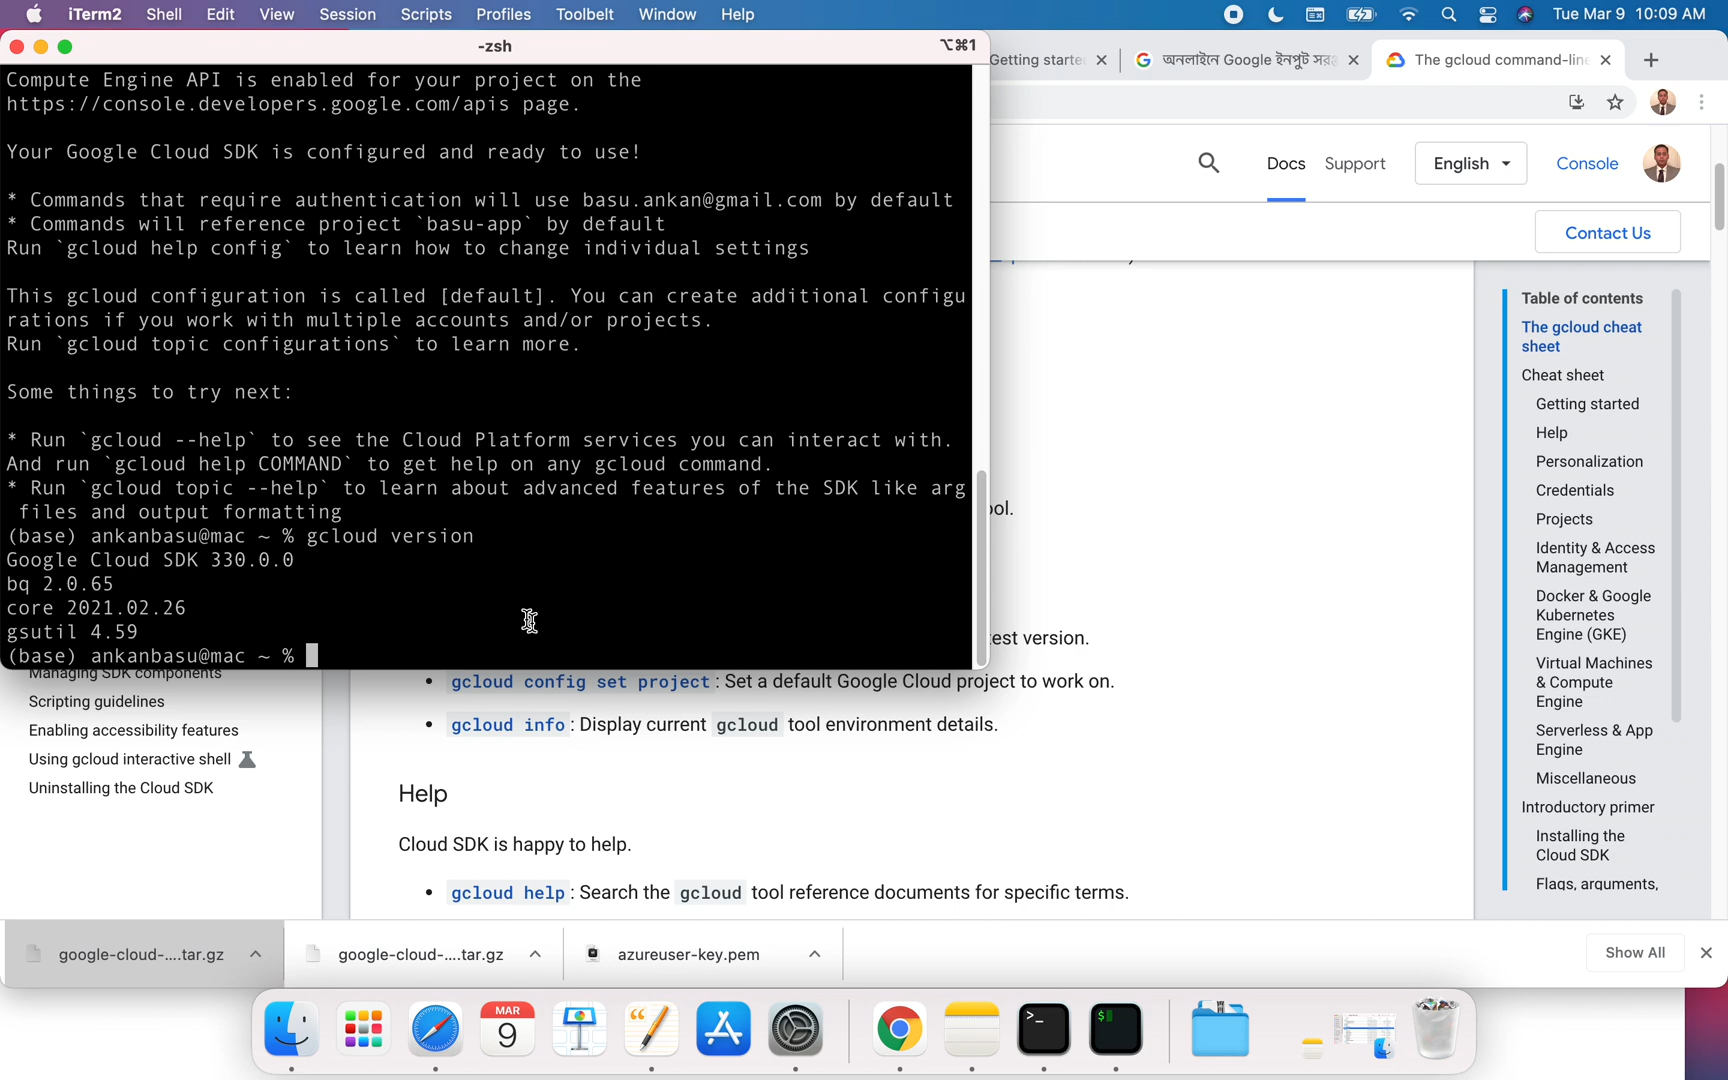 iTerm2 Shell Edit View Session Scripts Profiles Toolbelt Window Help
Tue Mar 9 10:09 AM
-zsh
⌥⌘1
Compute Engine API is enabled for your project on the
https://console.developers.google.com/apis page.
Your Google Cloud SDK is configured and ready to use!
* Commands that require authentication will use basu.ankan@gmail.com by default
* Commands will reference project `basu-app` by default
Run `gcloud help config` to learn how to change individual settings
This gcloud configuration is called [default]. You can create additional configu
rations if you work with multiple accounts and/or projects.
Run `gcloud topic configurations` to learn more.
Some things to try next:
* Run `gcloud --help` to see the Cloud Platform services you can interact with.
And run `gcloud help COMMAND` to get help on any gcloud command.
* Run `gcloud topic --help` to learn about advanced features of the SDK like arg
files and output formatting
(base) ankanbasu@mac ~ % gcloud version
Google Cloud SDK 330.0.0
bq 2.0.65
core 2021.02.26
gsutil 4.59
(base) ankanbasu@mac ~ %
Getting starte
অনলাইনে Google ইনপুট
The gcloud command-line
Docs
Support
English
Console
Contact Us
ool.
test version.
Managing SDK components
Scripting guidelines
Enabling accessibility features
Using gcloud interactive shell
Uninstalling the Cloud SDK
• gcloud config set project: Set a default Google Cloud project to work on.
• gcloud info: Display current gcloud tool environment details.
Help
Cloud SDK is happy to help.
• gcloud help: Search the gcloud tool reference documents for specific terms.
Table of contents
The gcloud cheat
sheet
Cheat sheet
Getting started
Help
Personalization
Credentials
Projects
Identity & Access
Management
Docker & Google
Kubernetes
Engine (GKE)
Virtual Machines
& Compute
Engine
Serverless & App
Engine
Miscellaneous
Introductory primer
Installing the
Cloud SDK
Flags, arguments,
google-cloud-....tar.gz
google-cloud-....tar.gz
azureuser-key.pem
Show All
MAR
9